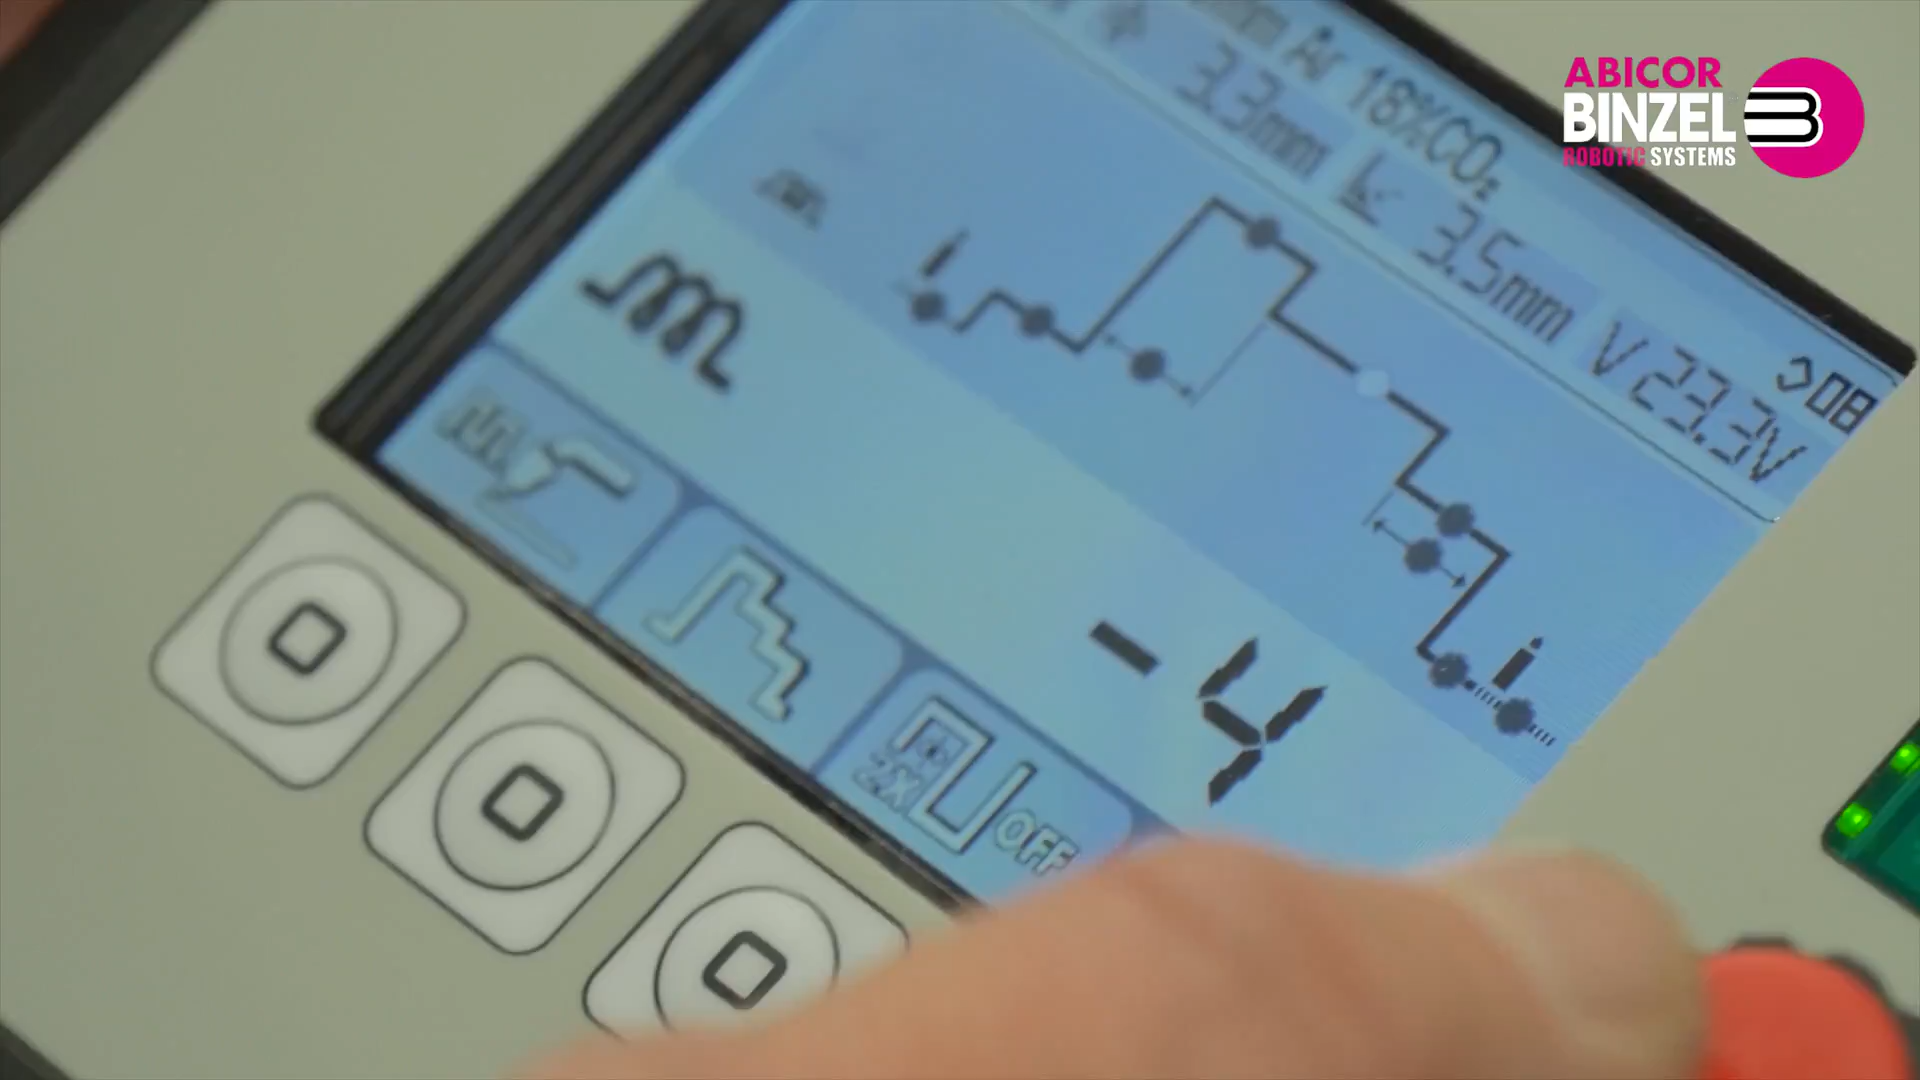 ABICOR
BINZEL
ROBOTIC SYSTEMS
Ar 18%CO₂
3.3mm
3.5mm
V 23.3V
08
i
-4
i
2X
OFF